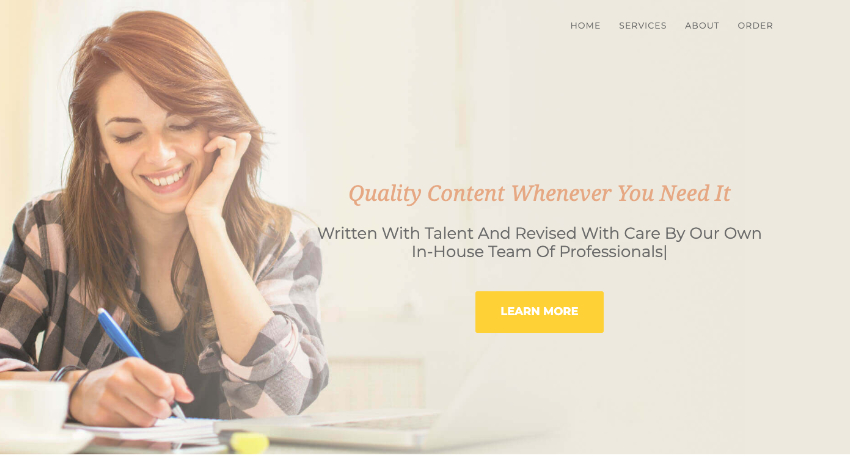 HOME SERVICES ABOUT ORDER
Quality Content Whenever You Need It
Written With Talent And Revised With Care By Our Own
In-House Team Of Professionals|
LEARN MORE